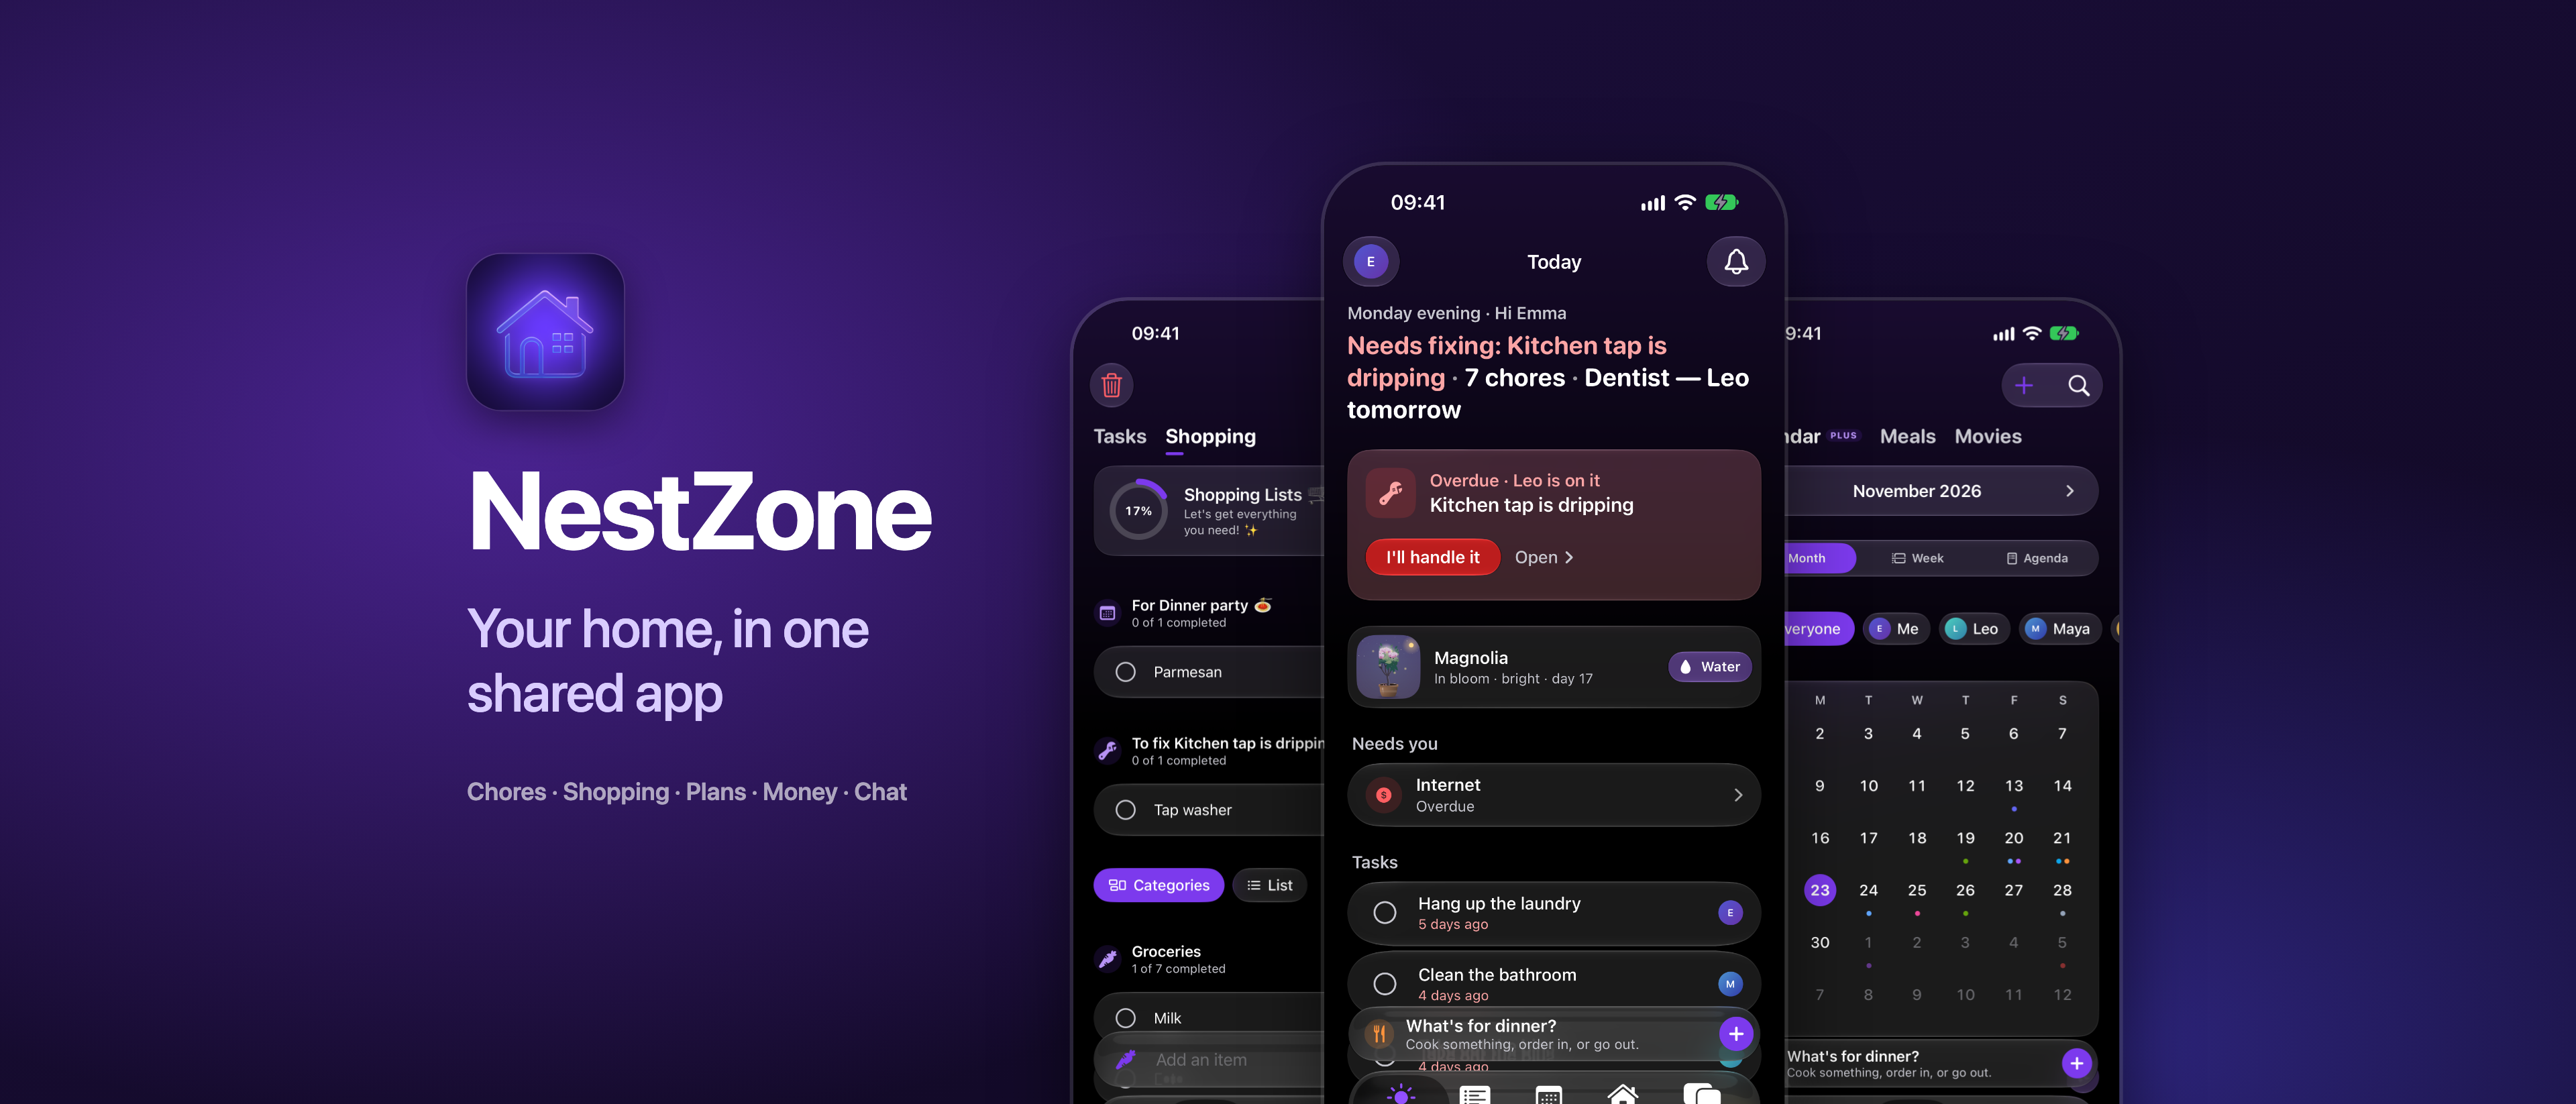 NestZone
Your home, in one
shared app
Chores · Shopping · Plans · Money · Chat
09:41
Tasks Shopping
17%
Shopping Lists
Let's get everything
you need! ✨
For Dinner party 🍝
0 of 1 completed
Parmesan
To fix Kitchen tap is
0 of 1 completed
Tap washer
Categories List
Groceries
1 of 7 completed
Milk
Add an item
09:41
E
Today
Monday evening · Hi Emma
Needs fixing: Kitchen tap is
dripping · 7 chores · Dentist — Leo
tomorrow
Overdue · Leo is on it
Kitchen tap is dripping
I'll handle it Open
Magnolia
In bloom · bright · day 17
Water
Needs you
$
Internet
Overdue
Tasks
Hang up the laundry
5 days ago
E
Clean the bathroom
4 days ago
M
What's for dinner?
Cook something, order in, or go out.
4 days ago
PLUS Meals Movies
November 2026
Month Week Agenda
E Me L Leo M Maya
M T W T F S
2 3 4 5 6 7
9 10 11 12 13 14
16 17 18 19 20 21
23 24 25 26 27 28
30 1 2 3 4 5
7 8 9 10 11 12
What's for dinner?
Cook something, order in, or go out.